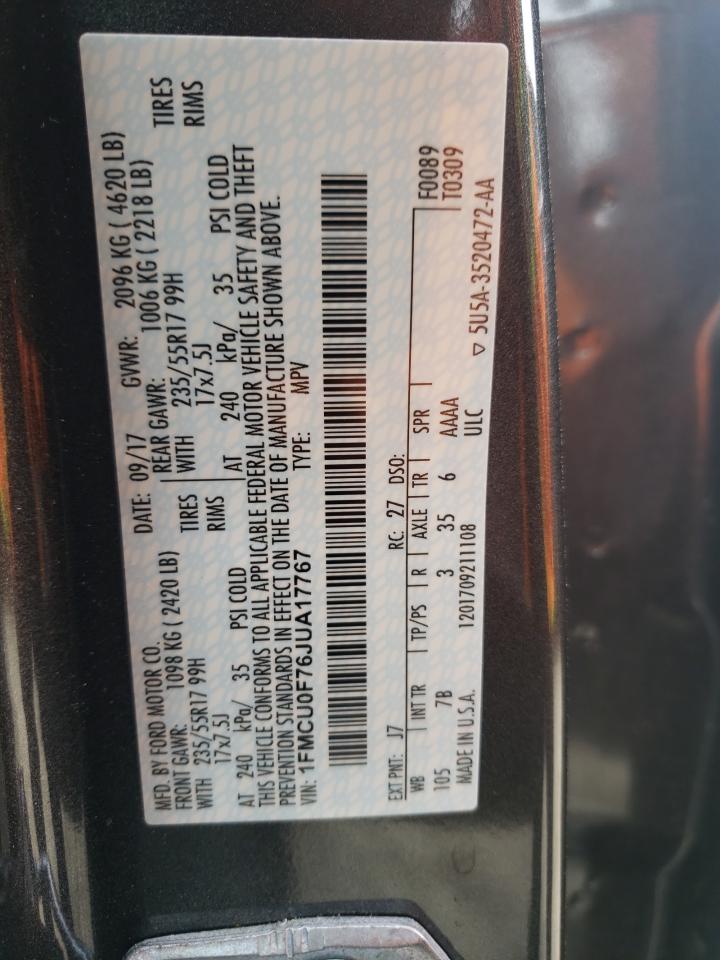 MFD. BY FORD MOTOR CO. DATE: 09/17 GVWR: 2096 KG ( 4620 LB)
FRONT GAWR: 1098 KG ( 2420 LB) REAR GAWR: 1006 KG ( 2218 LB)
WITH 235/55R17 99H TIRES WITH 235/55R17 99H TIRES
17x7.5J RIMS 17x7.5J RIMS
AT 240 kPa/ 35 PSI COLD AT 240 kPa/ 35 PSI COLD
THIS VEHICLE CONFORMS TO ALL APPLICABLE FEDERAL MOTOR VEHICLE SAFETY AND THEFT
PREVENTION STANDARDS IN EFFECT ON THE DATE OF MANUFACTURE SHOWN ABOVE.
VIN: 1FMCU0F76JUA17767 TYPE: MPV
EXT PNT: J7 RC: 27 DSO: F0089
WB INT TR TP/PS R AXLE TR SPR T0309
105 7B 3 35 6 AAAA
ULC
MADE IN U.S.A. 1201709211108 ▽ 5U5A-3520472-AA